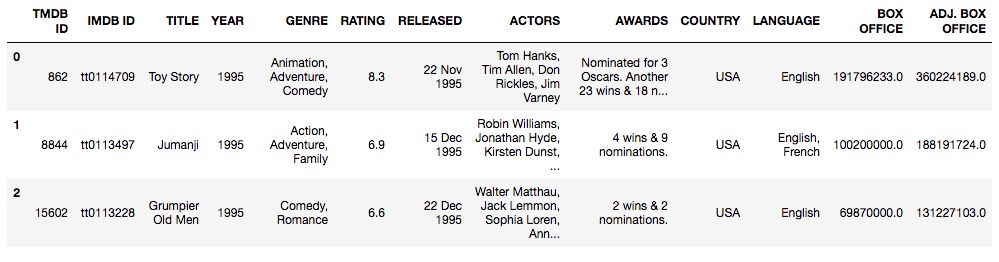 TMDB ID IMDB ID TITLE YEAR GENRE RATING RELEASED ACTORS AWARDS COUNTRY LANGUAGE BOX OFFICE ADJ. BOX OFFICE
0 862 tt0114709 Toy Story 1995 Animation, Adventure, Comedy 8.3 22 Nov 1995 Tom Hanks, Tim Allen, Don Rickles, Jim Varney Nominated for 3 Oscars. Another 23 wins & 18 n... USA English 191796233.0 360224189.0
1 8844 tt0113497 Jumanji 1995 Action, Adventure, Family 6.9 15 Dec 1995 Robin Williams, Jonathan Hyde, Kirsten Dunst, ... 4 wins & 9 nominations. USA English, French 100200000.0 188191724.0
2 15602 tt0113228 Grumpier Old Men 1995 Comedy, Romance 6.6 22 Dec 1995 Walter Matthau, Jack Lemmon, Sophia Loren, Ann... 2 wins & 2 nominations. USA English 69870000.0 131227103.0